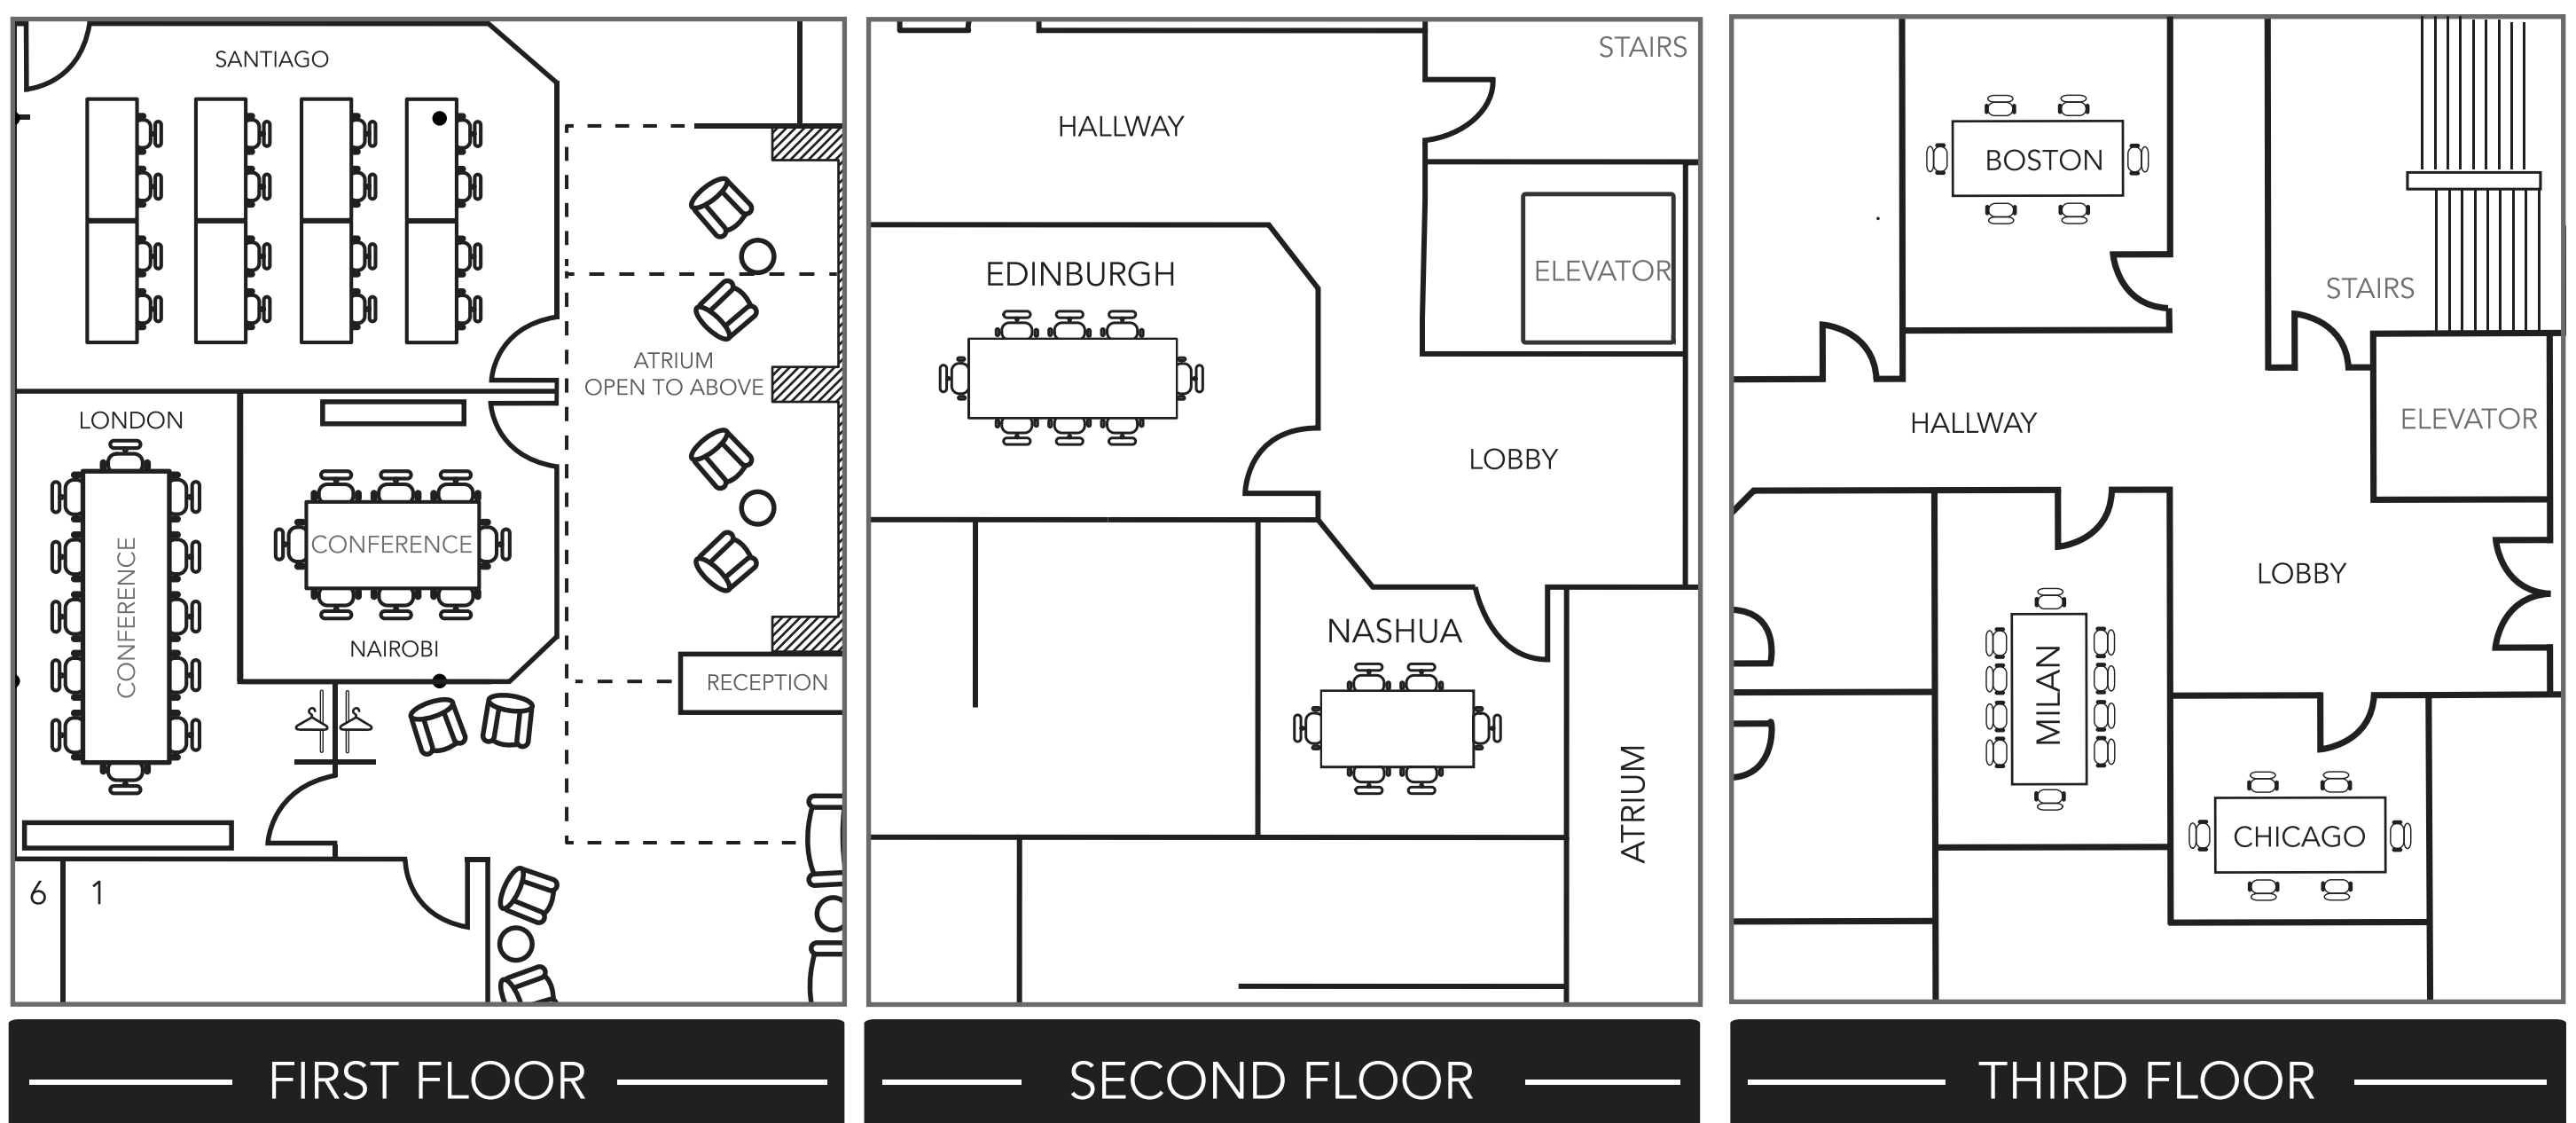 SANTIAGO
ATRIUM
OPEN TO ABOVE
LONDON
CONFERENCE
CONFERENCE
NAIROBI
RECEPTION
6
1
FIRST FLOOR
STAIRS
HALLWAY
EDINBURGH
ELEVATOR
LOBBY
NASHUA
ATRIUM
SECOND FLOOR
BOSTON
STAIRS
HALLWAY
ELEVATOR
LOBBY
MILAN
CHICAGO
THIRD FLOOR